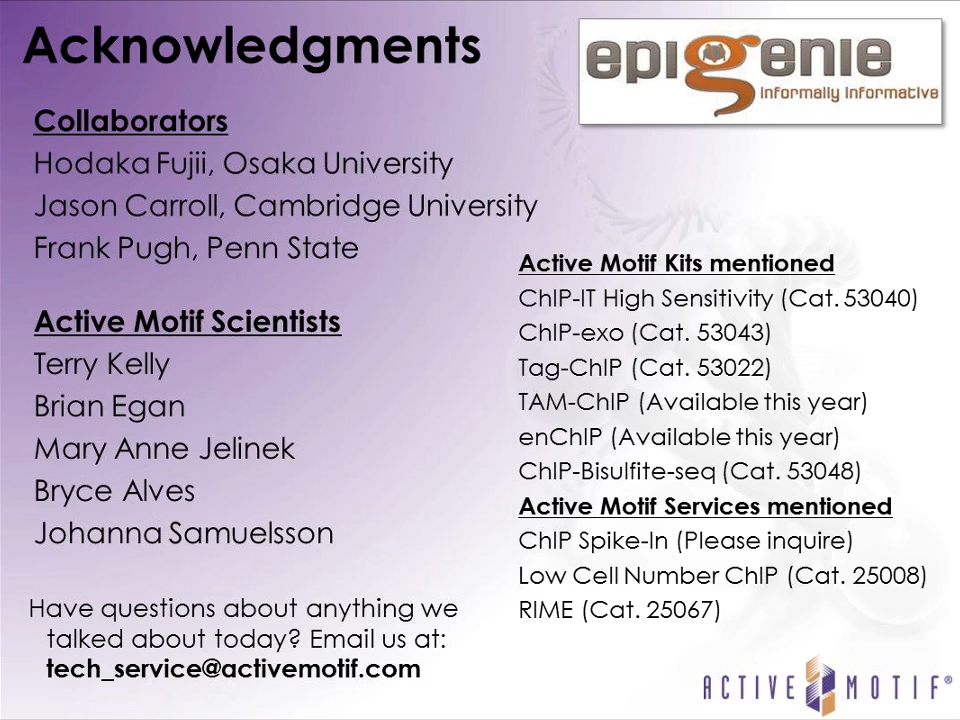 Acknowledgments
epigenie
informally informative
Collaborators
Hodaka Fujii, Osaka University
Jason Carroll, Cambridge University
Frank Pugh, Penn State
Active Motif Scientists
Terry Kelly
Brian Egan
Mary Anne Jelinek
Bryce Alves
Johanna Samuelsson
Have questions about anything we
talked about today? Email us at:
tech_service@activemotif.com
Active Motif Kits mentioned
ChIP-IT High Sensitivity (Cat. 53040)
ChIP-exo (Cat. 53043)
Tag-ChIP (Cat. 53022)
TAM-ChIP (Available this year)
enChIP (Available this year)
ChIP-Bisulfite-seq (Cat. 53048)
Active Motif Services mentioned
ChIP Spike-In (Please inquire)
Low Cell Number ChIP (Cat. 25008)
RIME (Cat. 25067)
ACTIVE MOTIF®